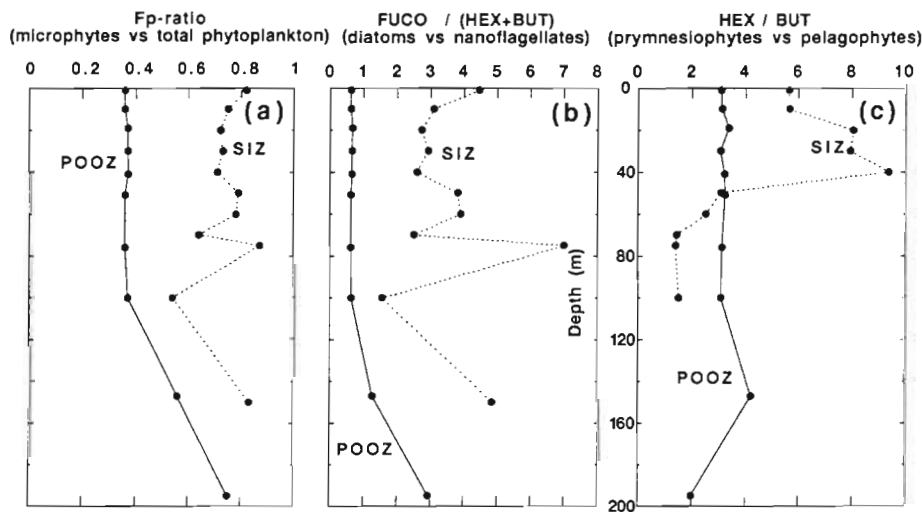 Fp-ratio
(microphytes vs total phytoplankton)
0 0.2 0.4 0.6 0.8 1
(a)
SIZ
POOZ
FUCO / (HEX+BUT)
(diatoms vs nanoflagellates)
0 1 2 3 4 5 6 7 8
(b)
SIZ
POOZ
HEX / BUT
(prymnesiophytes vs pelagophytes)
0 2 4 6 8 10
(c)
SIZ
POOZ
Depth (m)
0
40
80
120
160
200